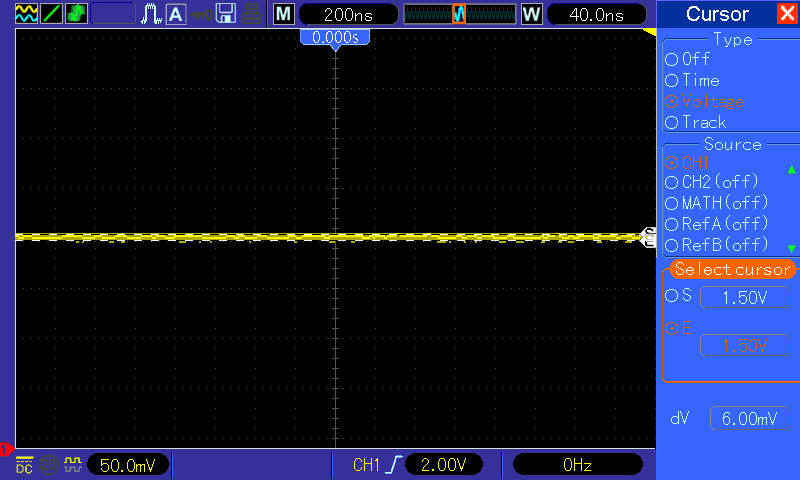 A M 200ns W 40.0ns Cursor
0.000s
Type
Off
Time
Voltage
Track
Source
CH1
CH2(off)
MATH(off)
RefA(off)
RefB(off)
Select cursor
S 1.50V
E
1.50V
dV 6.00mV
1
DC 50.0mV CH1 2.00V 0Hz